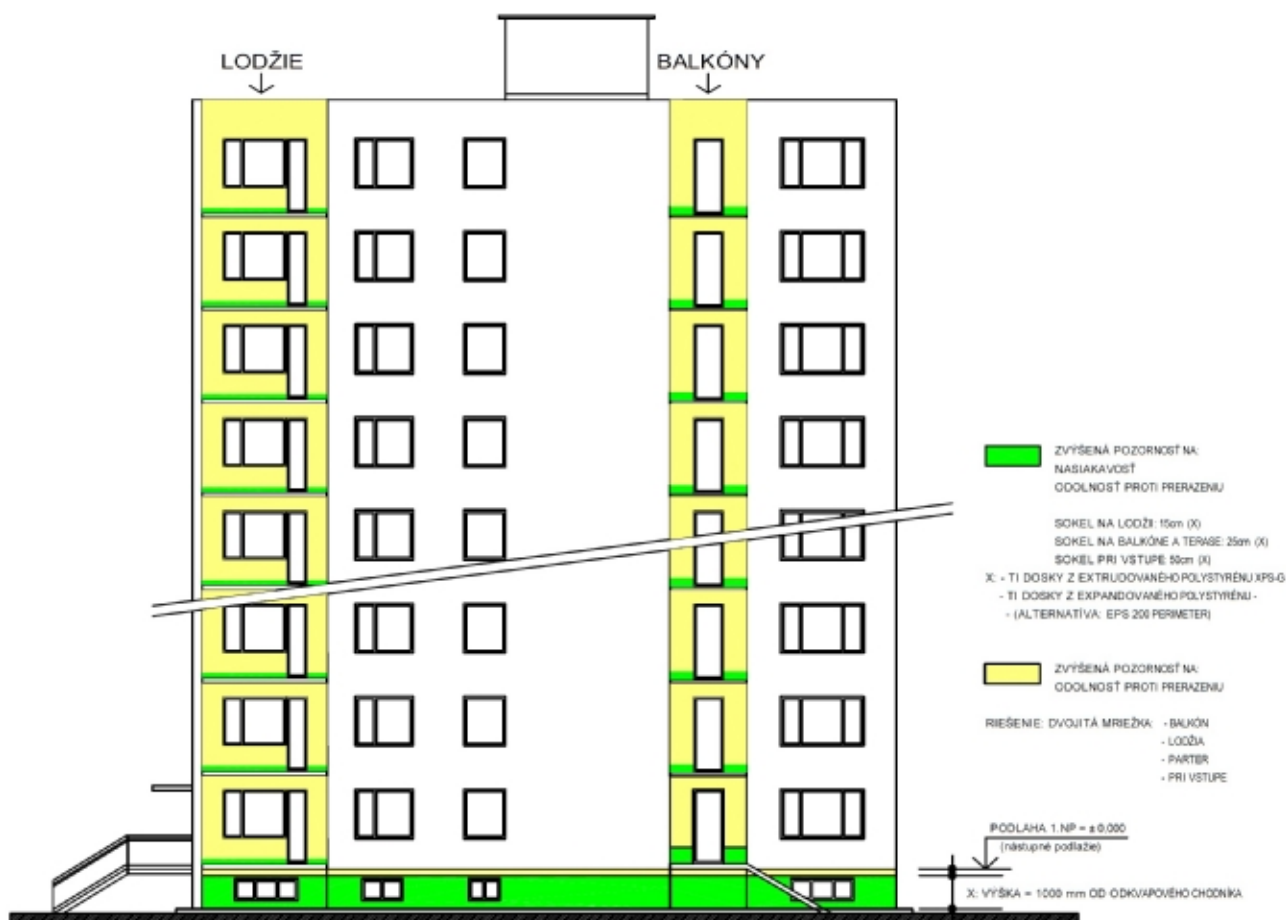 LODŽIE
BALKÓNY
ZVÝŠENÁ POZORNOSŤ NA:
NASIAKAVOSŤ
ODOLNOSŤ PROTI PRERAZENIU
SOKEL NA LODŽII: 15cm (X)
SOKEL NA BALKÓNE A TERASE: 25cm (X)
SOKEL PRI VSTUPE: 50cm (X)
X: - TI DOSKY Z EXTRUDOVANÉHO POLYSTYRÉNU XPS-G
- TI DOSKY Z EXPANDOVANÉHO POLYSTYRÉNU -
- (ALTERNATÍVA: EPS 200 PERIMETER)
ZVÝŠENÁ POZORNOSŤ NA:
ODOLNOSŤ PROTI PRERAZENIU
RIEŠENIE: DVOJITÁ MRIEŽKA: - BALKÓN
- LODŽIA
- PARTER
- PRI VSTUPE
PODLAHA 1.NP = ± 0,000
(nástupné podlažie)
X: VÝŠKA = 1000 mm OD ODKVAPOVÉHO CHODNÍKA